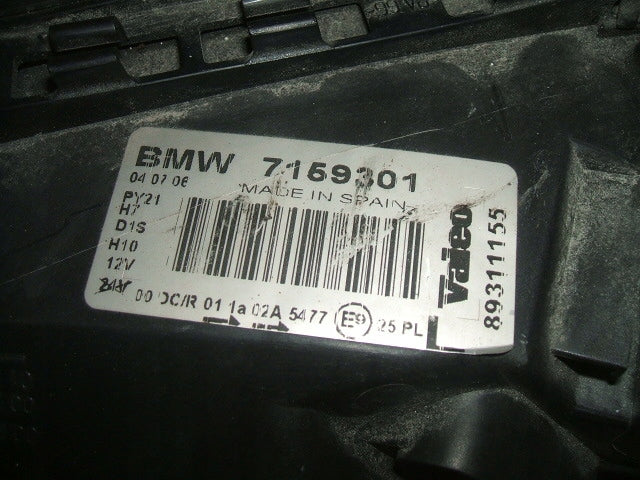 BMW 7159301
04 07 06
MADE IN SPAIN
PY21
H7
D1S
H10
12V
24V 00 DC/R 01 1a 02A 5477 E9 25 PL
L
Valeo
89311155